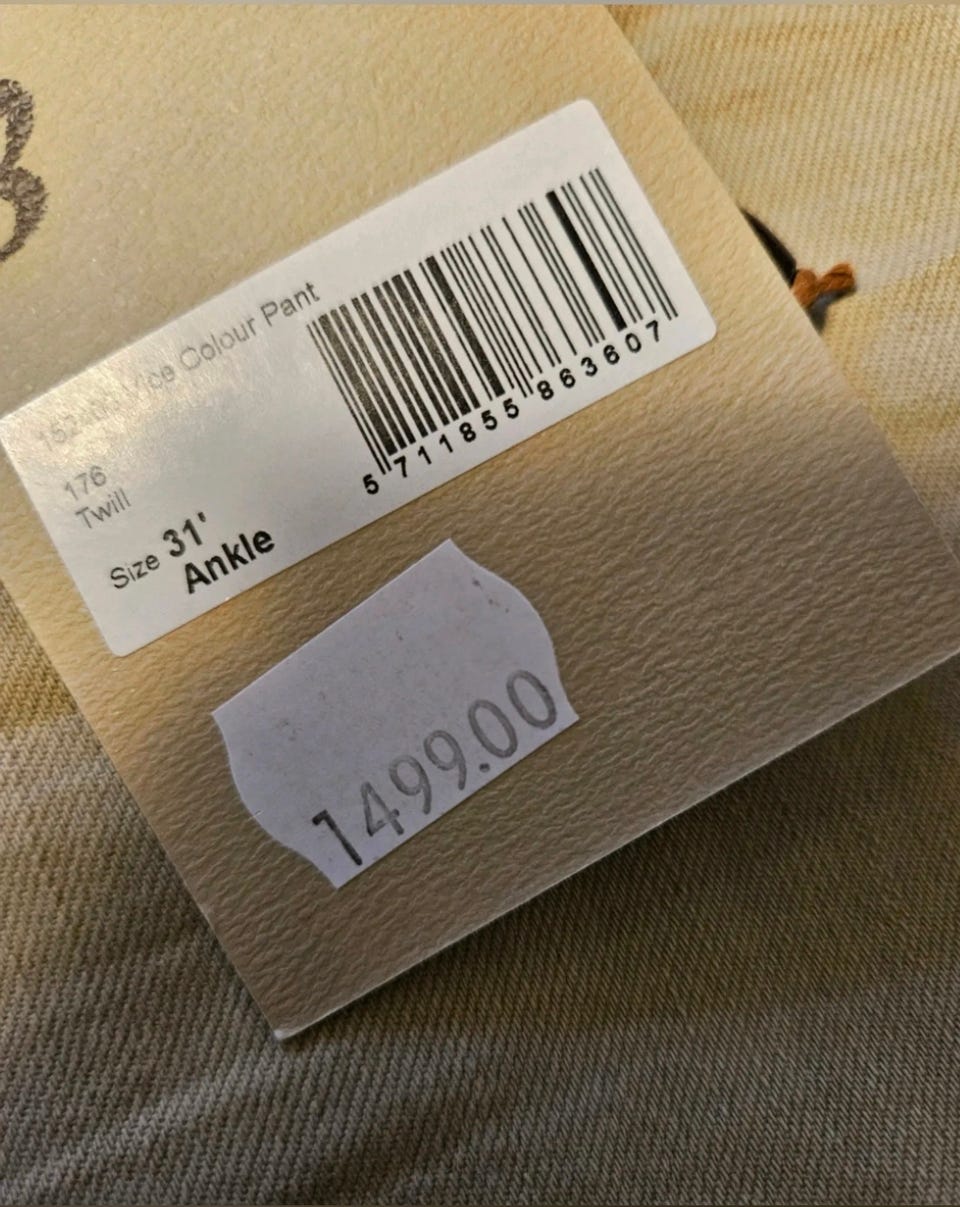 Colour Pant
176
Twill
Size 31'
Ankle
5 711855 863607
1499.00